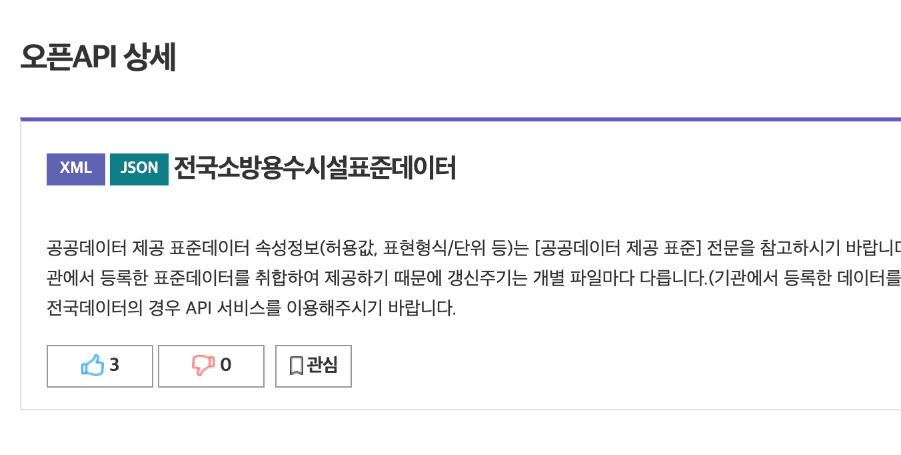 오픈API 상세
XML JSON 전국소방용수시설표준데이터
공공데이터 제공 표준데이터 속성정보(허용값, 표현형식/단위 등)는 [공공데이터 제공 표준] 전문을 참고하시기 바랍니
관에서 등록한 표준데이터를 취합하여 제공하기 때문에 갱신주기는 개별 파일마다 다릅니다.(기관에서 등록한 데이터를
전국데이터의 경우 API 서비스를 이용해주시기 바랍니다.
3 0 관심